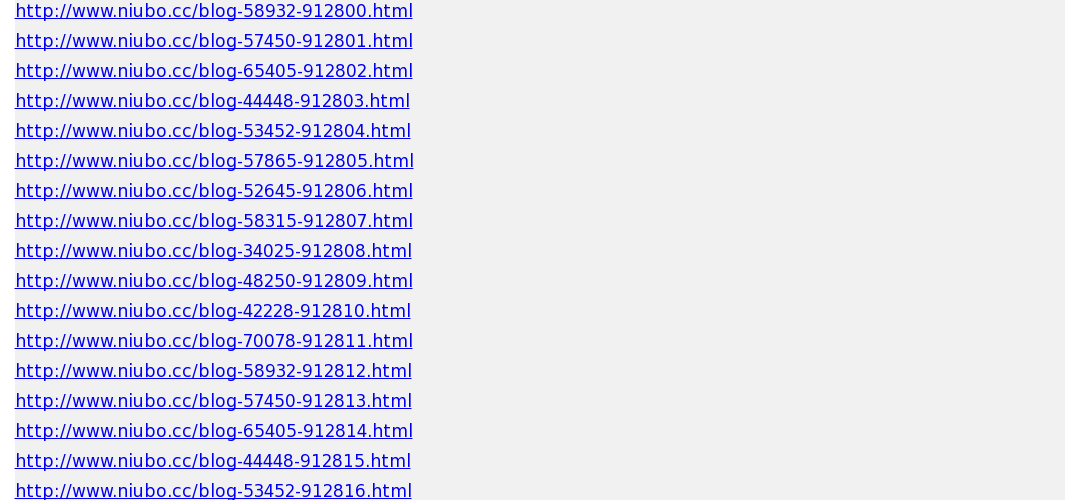 http://www.niubo.cc/blog-58932-912800.html
http://www.niubo.cc/blog-57450-912801.html
http://www.niubo.cc/blog-65405-912802.html
http://www.niubo.cc/blog-44448-912803.html
http://www.niubo.cc/blog-53452-912804.html
http://www.niubo.cc/blog-57865-912805.html
http://www.niubo.cc/blog-52645-912806.html
http://www.niubo.cc/blog-58315-912807.html
http://www.niubo.cc/blog-34025-912808.html
http://www.niubo.cc/blog-48250-912809.html
http://www.niubo.cc/blog-42228-912810.html
http://www.niubo.cc/blog-70078-912811.html
http://www.niubo.cc/blog-58932-912812.html
http://www.niubo.cc/blog-57450-912813.html
http://www.niubo.cc/blog-65405-912814.html
http://www.niubo.cc/blog-44448-912815.html
http://www.niubo.cc/blog-53452-912816.html